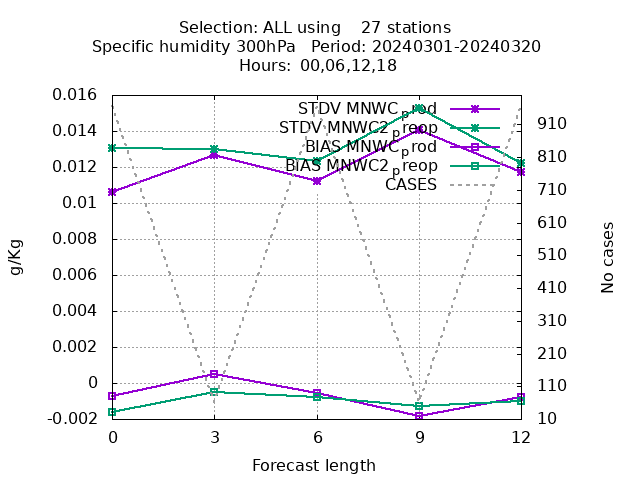 Selection: ALL using    27 stations
Specific humidity 300hPa   Period: 20240301-20240320
Hours:  00,06,12,18
STDV MNWC_prod
STDV MNWC2_preop
BIAS MNWC_prod
BIAS MNWC2_preop
CASES
0.016
0.014
0.012
0.01
0.008
0.006
0.004
0.002
0
-0.002
g/Kg
910
810
710
610
510
410
310
210
110
10
No cases
0
3
6
9
12
Forecast length